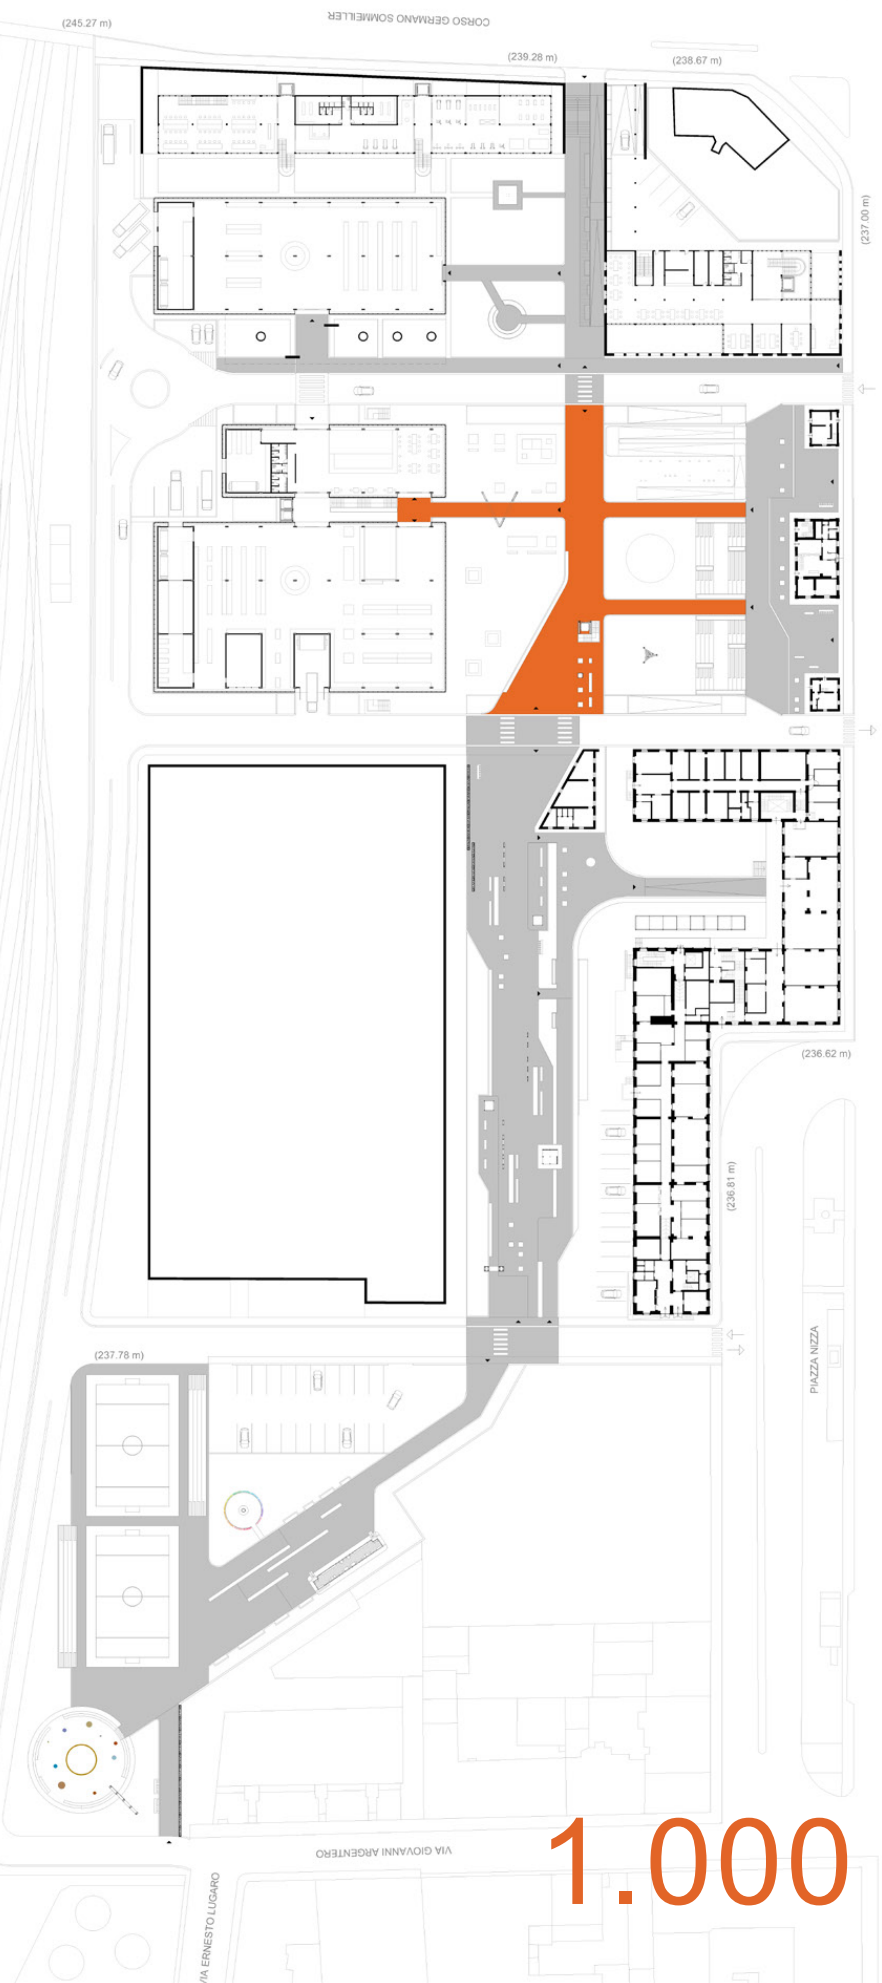 CORSO GERMANO SOMMEILLER
(245.27 m)
(239.28 m)
(238.67 m)
(237.00 m)
(236.62 m)
(236.81 m)
PIAZZA NIZZA
(237.78 m)
VIA GIOVANNI ARGENTERO
VIA ERNESTO LUGARO
1.000